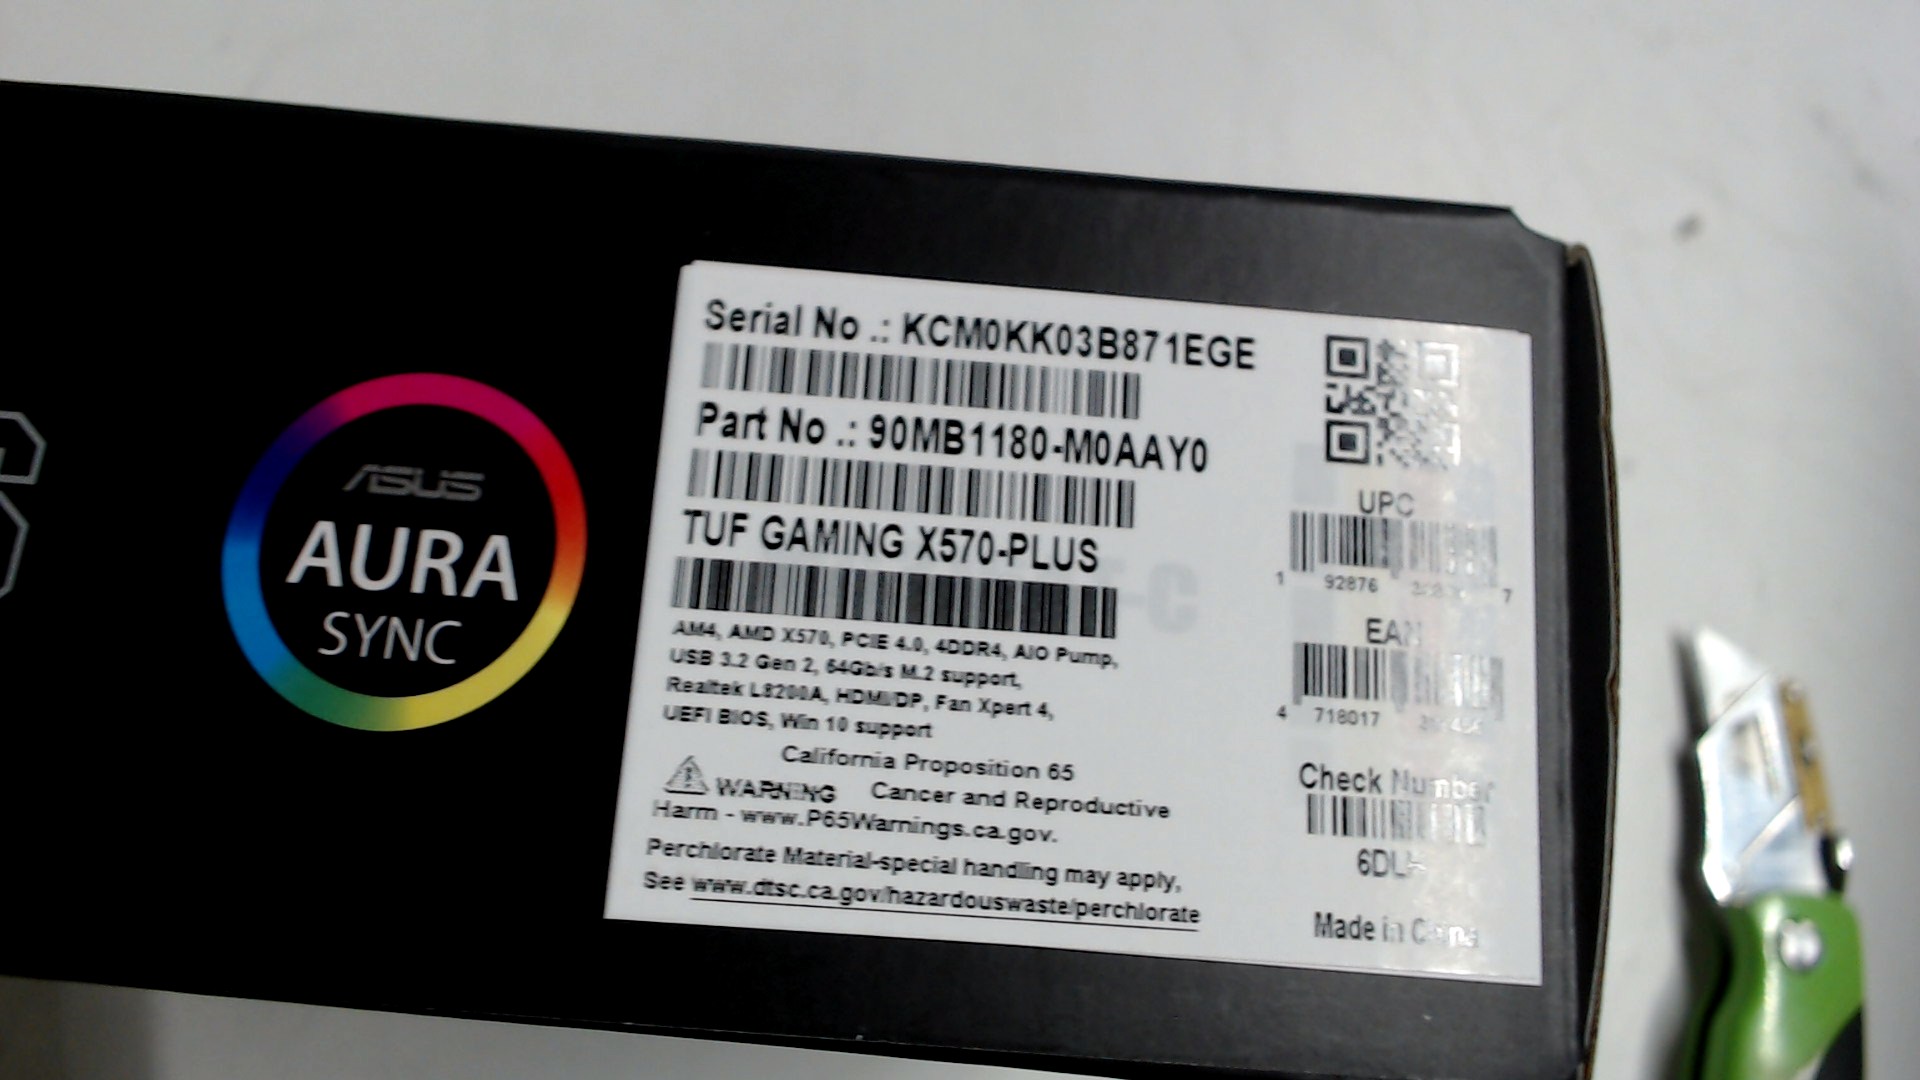 ASUS
AURA
SYNC
Serial No .: KCM0KK03B871EGE
Part No .: 90MB1180-M0AAY0
TUF GAMING X570-PLUS
AM4, AMD X570, PCIE 4.0, 4DDR4, AIO Pump,
USB 3.2 Gen 2, 64Gb/s M.2 support,
Realtek L8200A, HDMI/DP, Fan Xpert 4,
UEFI BIOS, Win 10 support
California Proposition 65
WARNING Cancer and Reproductive
Harm - www.P65Warnings.ca.gov.
Perchlorate Material-special handling may apply,
See www.dtsc.ca.gov/hazardouswaste/perchlorate
UPC
1 92876 7
EAN
4 718017
Check Number
Made in China